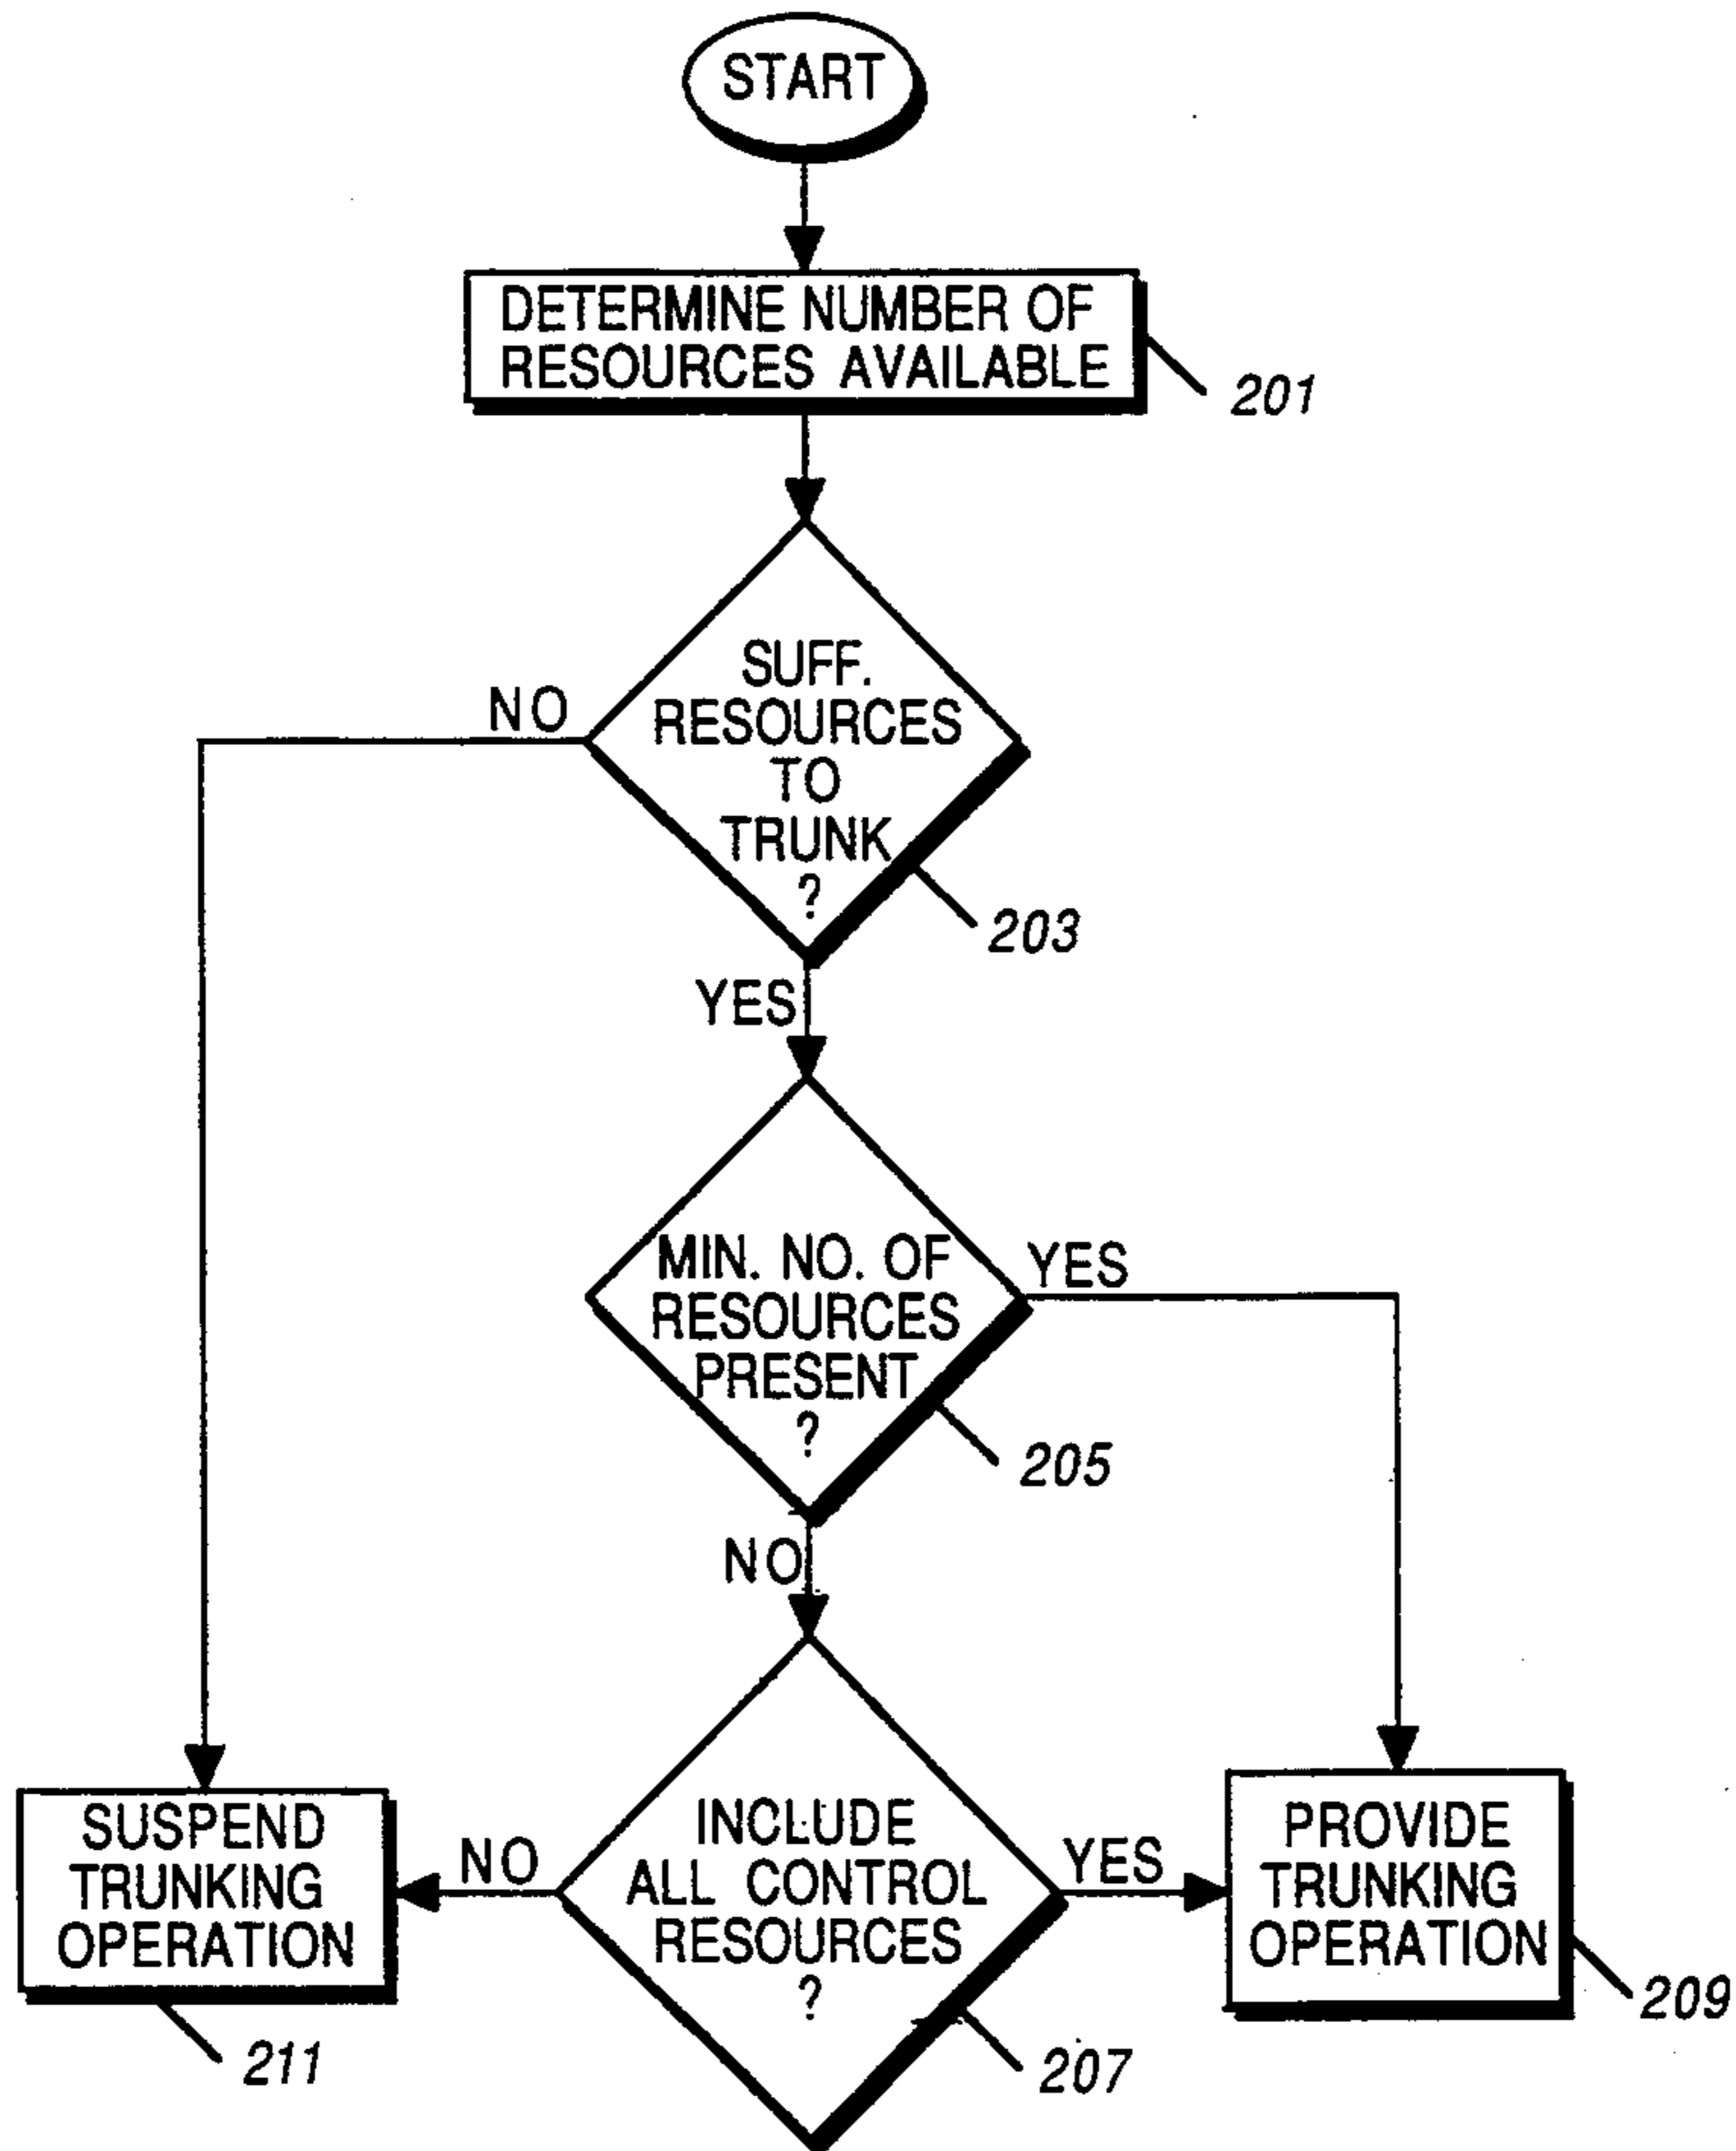 START
DETERMINE NUMBER OF
RESOURCES AVAILABLE
201
SUFF.
RESOURCES
TO
TRUNK
?
NO
203
YES
MIN. NO. OF
RESOURCES
PRESENT
?
YES
205
NO
SUSPEND
TRUNKING
OPERATION
NO
INCLUDE
ALL CONTROL
RESOURCES
?
YES
PROVIDE
TRUNKING
OPERATION
209
211
207